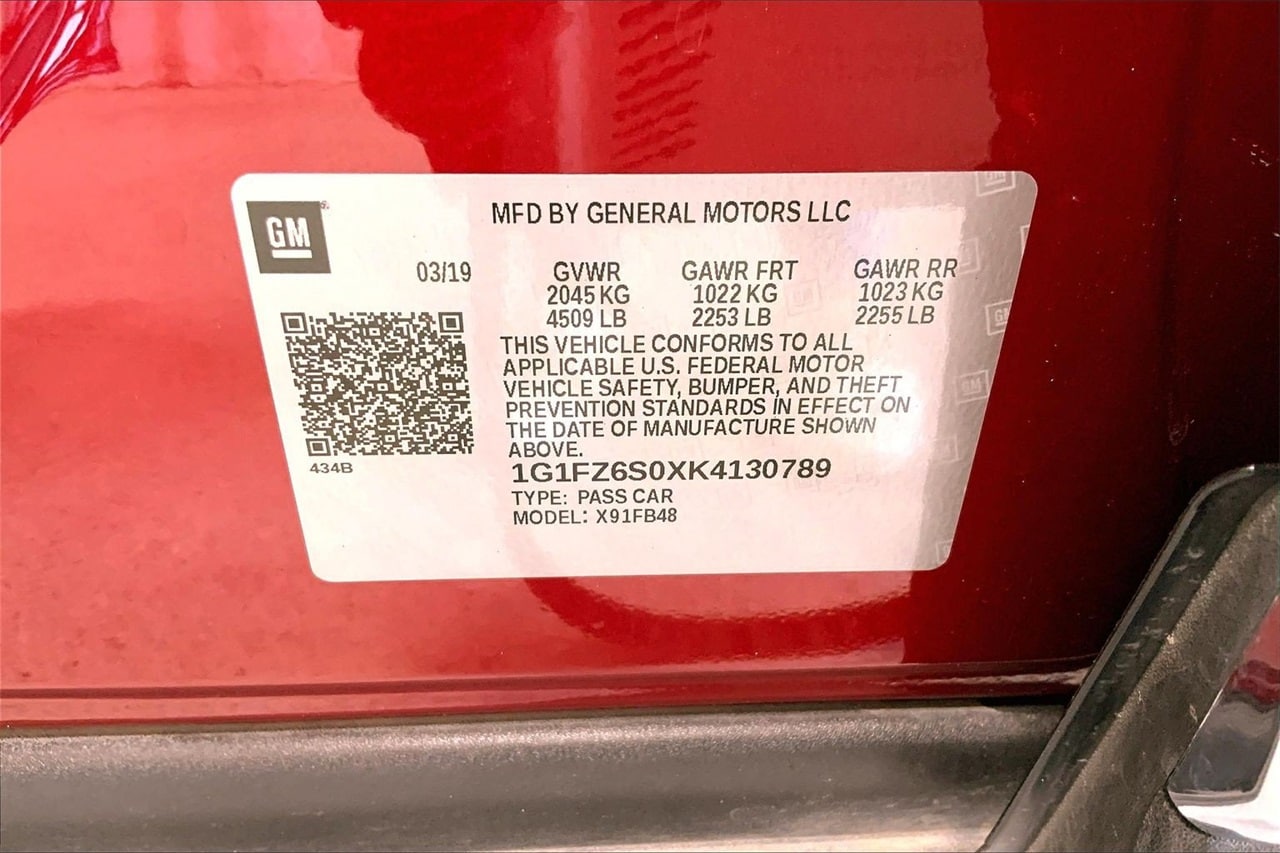 GM
MFD BY GENERAL MOTORS LLC
03/19 GVWR GAWR FRT GAWR RR
2045 KG 1022 KG 1023 KG
4509 LB 2253 LB 2255 LB
THIS VEHICLE CONFORMS TO ALL
APPLICABLE U.S. FEDERAL MOTOR
VEHICLE SAFETY, BUMPER, AND THEFT
PREVENTION STANDARDS IN EFFECT ON
THE DATE OF MANUFACTURE SHOWN
ABOVE.
434B
1G1FZ6S0XK4130789
TYPE: PASS CAR
MODEL: X91FB48